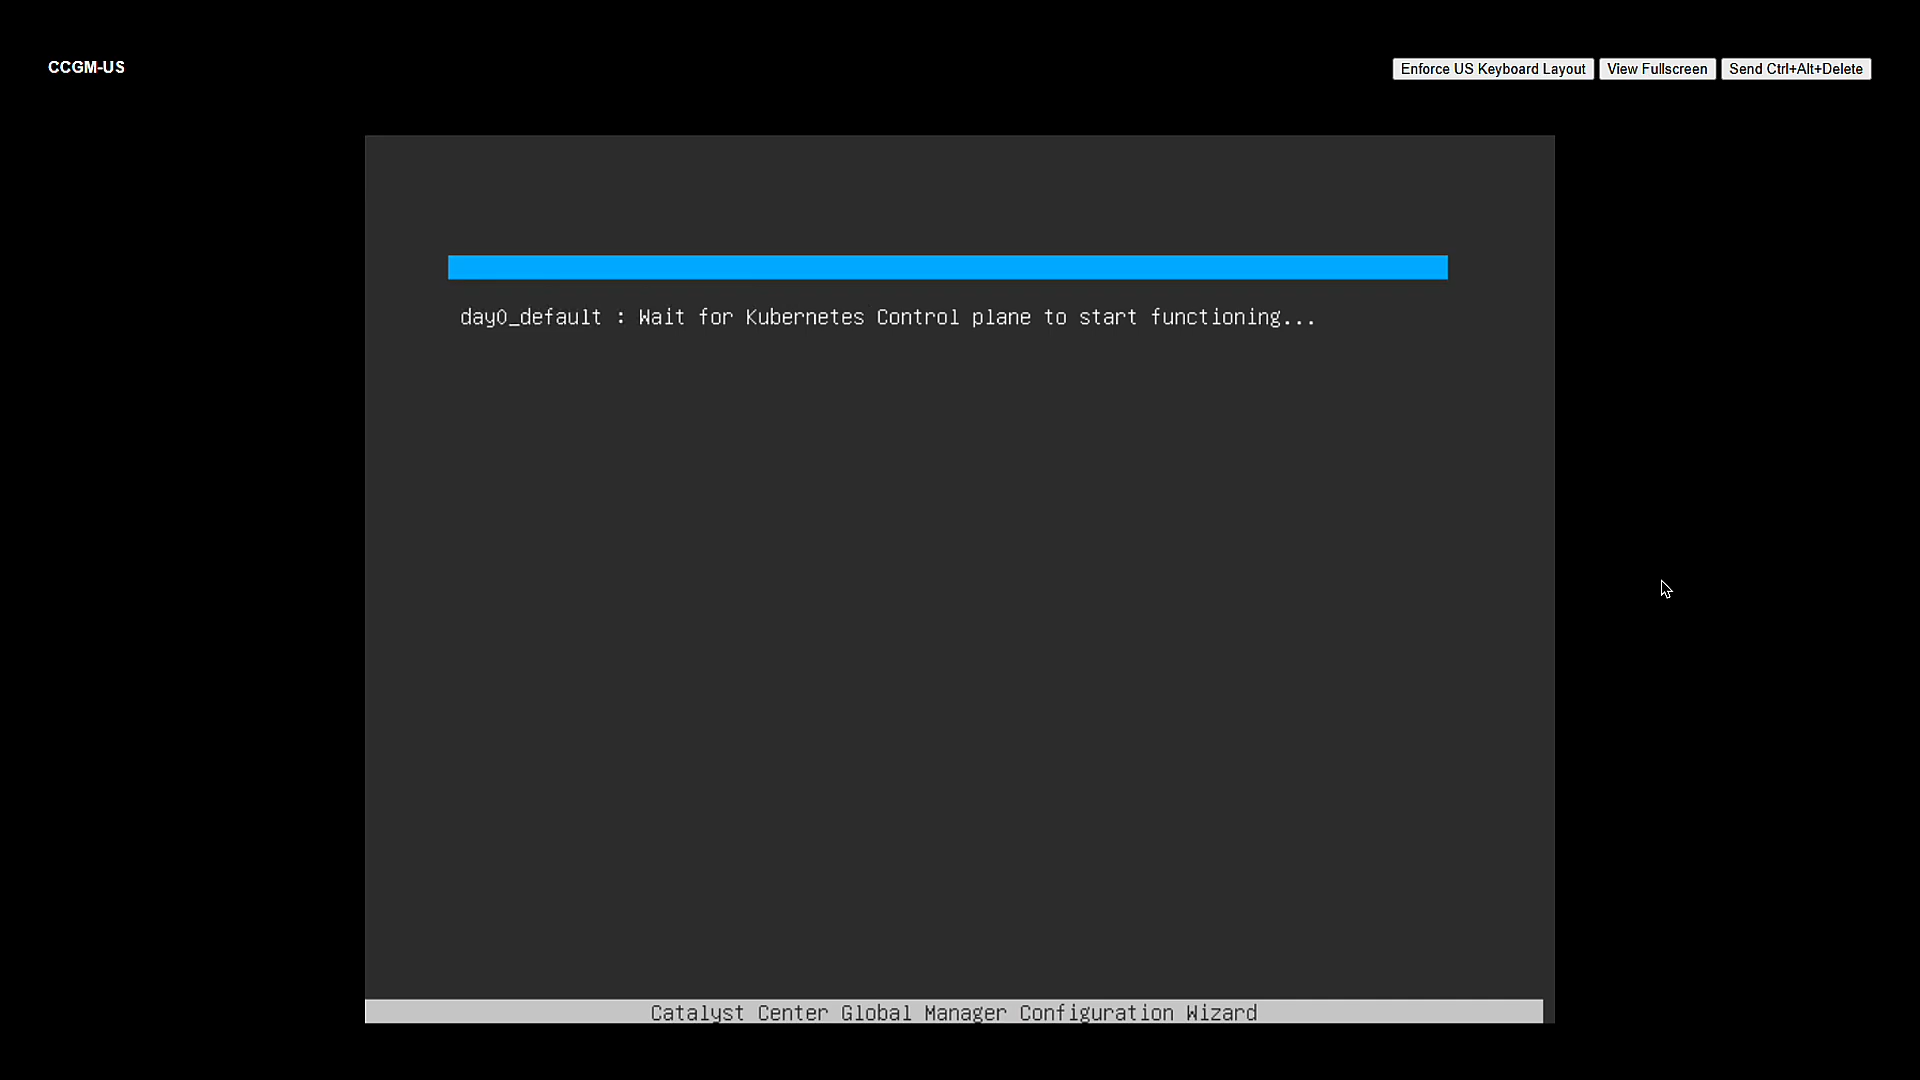 CCGM-US
Enforce US Keyboard Layout View Fullscreen Send Ctrl+Alt+Delete
day0_default : Wait for Kubernetes Control plane to start functioning...
Catalyst Center Global Manager Configuration Wizard